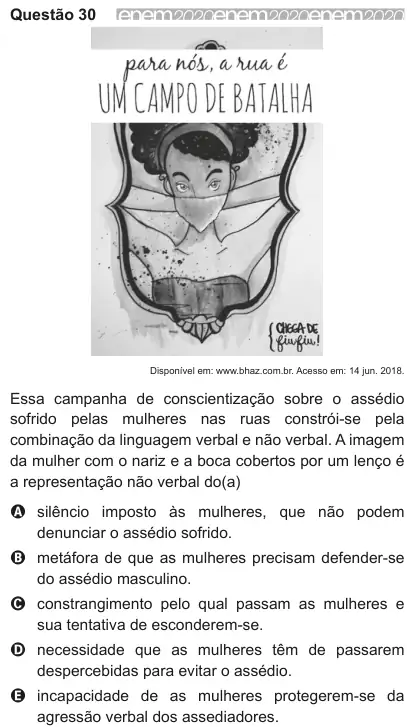 Questão 30 enem2020enem2020enem2020
para nós, a rua é
UM CAMPO DE BATALHA
CHEGA DE
fiu fiu!
Disponível em: www.bhaz.com.br. Acesso em: 14 jun. 2018.
Essa campanha de conscientização sobre o assédio
sofrido pelas mulheres nas ruas constrói-se pela
combinação da linguagem verbal e não verbal. A imagem
da mulher com o nariz e a boca cobertos por um lenço é
a representação não verbal do(a)
A silêncio imposto às mulheres, que não podem
denunciar o assédio sofrido.
B metáfora de que as mulheres precisam defender-se
do assédio masculino.
C constrangimento pelo qual passam as mulheres e
sua tentativa de esconderem-se.
D necessidade que as mulheres têm de passarem
despercebidas para evitar o assédio.
E incapacidade de as mulheres protegerem-se da
agressão verbal dos assediadores.